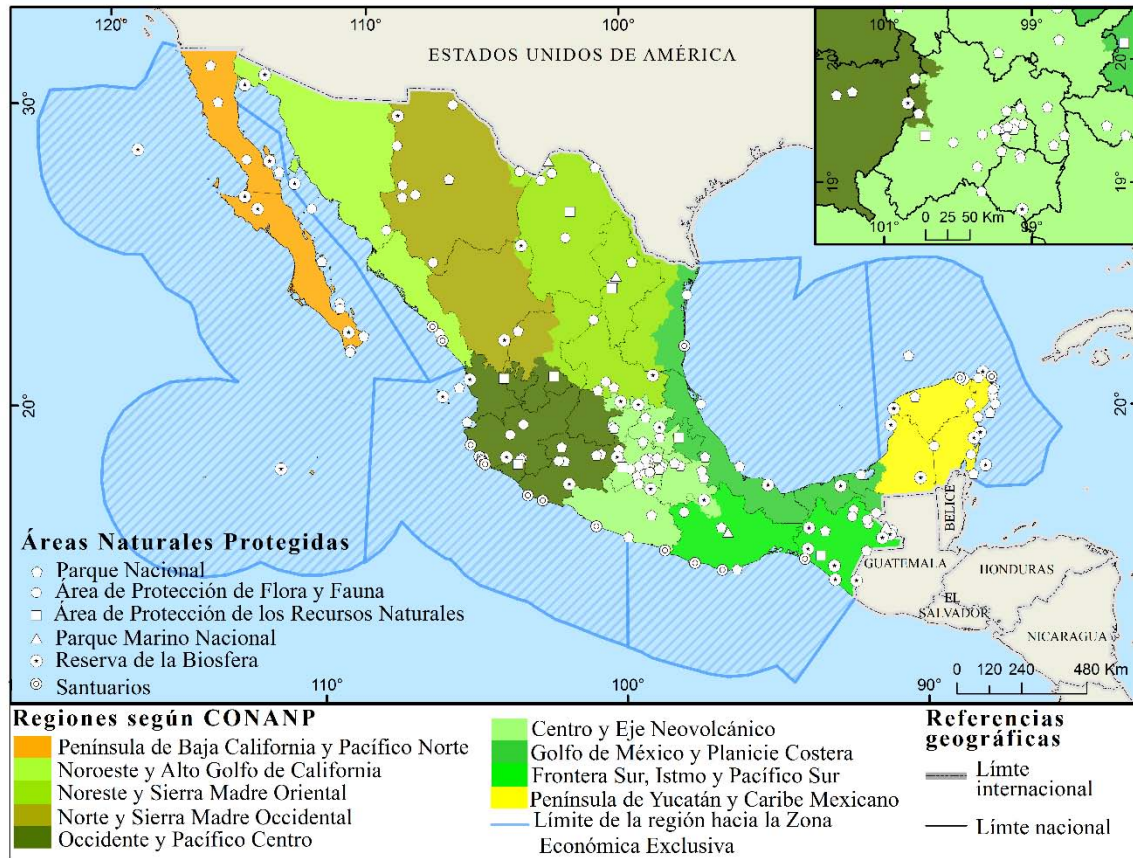 120°
110°
100°
101°
99°
ESTADOS UNIDOS DE AMÉRICA
20°
20°
30°
30°
19°
19°
0 25 50 Km
101°
99°
20°
20°
BELICE
GUATEMALA
HONDURAS
EL
SALVADOR
NICARAGUA
Áreas Naturales Protegidas
Parque Nacional
Área de Protección de Flora y Fauna
Área de Protección de los Recursos Naturales
Parque Marino Nacional
Reserva de la Biosfera
Santuarios
0 120 240 480 Km
110°
100°
90°
Regiones según CONANP
Península de Baja California y Pacífico Norte
Noroeste y Alto Golfo de California
Noreste y Sierra Madre Oriental
Norte y Sierra Madre Occidental
Occidente y Pacífico Centro
Centro y Eje Neovolcánico
Golfo de México y Planicie Costera
Frontera Sur, Istmo y Pacífico Sur
Península de Yucatán y Caribe Mexicano
Límite de la región hacia la Zona
Económica Exclusiva
Referencias
geográficas
Límte
internacional
Límte nacional